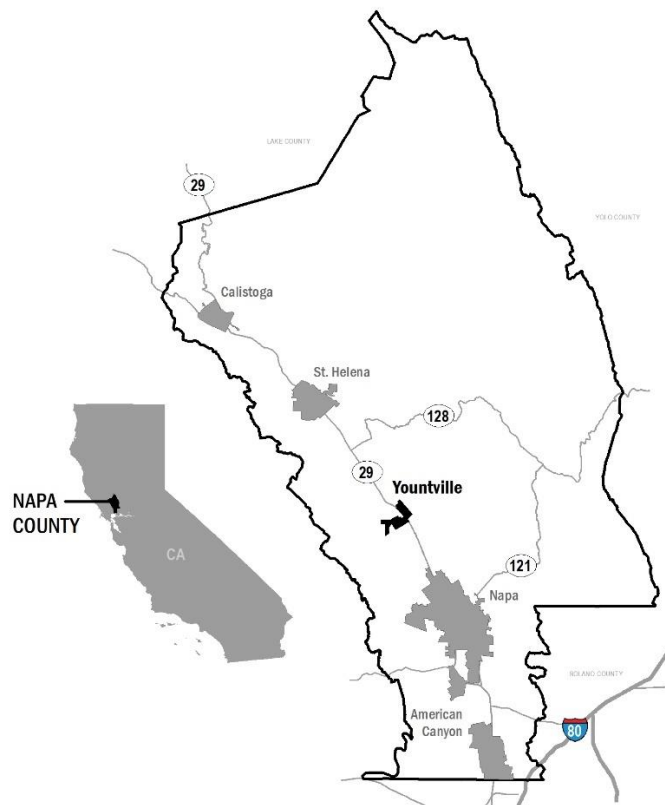 LAKE COUNTY
29
YOLO COUNTY
Calistoga
St. Helena
128
29
Yountville
NAPA
COUNTY
CA
121
Napa
SOLANO COUNTY
American
Canyon
80